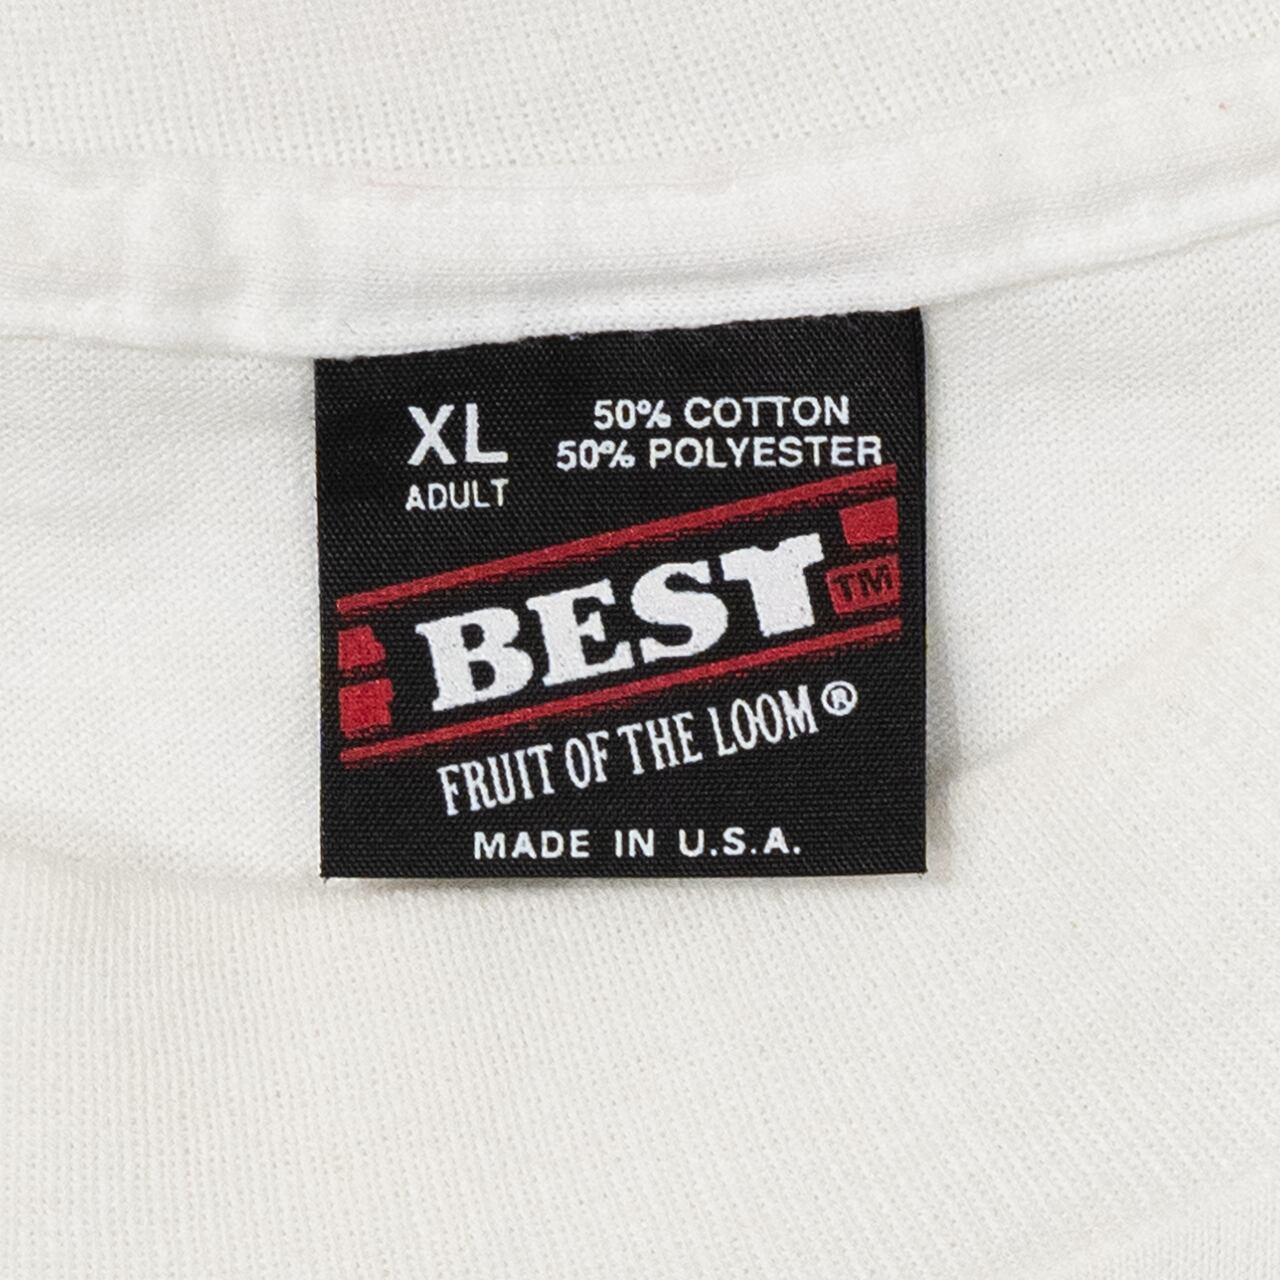 XL
ADULT
50% COTTON
50% POLYESTER
BEST TM
FRUIT OF THE LOOM®
MADE IN U.S.A.